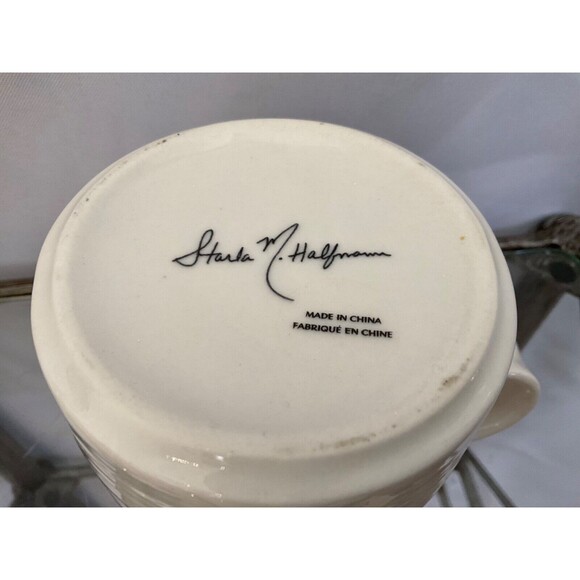 Starla M. Halfmann
MADE IN CHINA
FABRIQUÉ EN CHINE